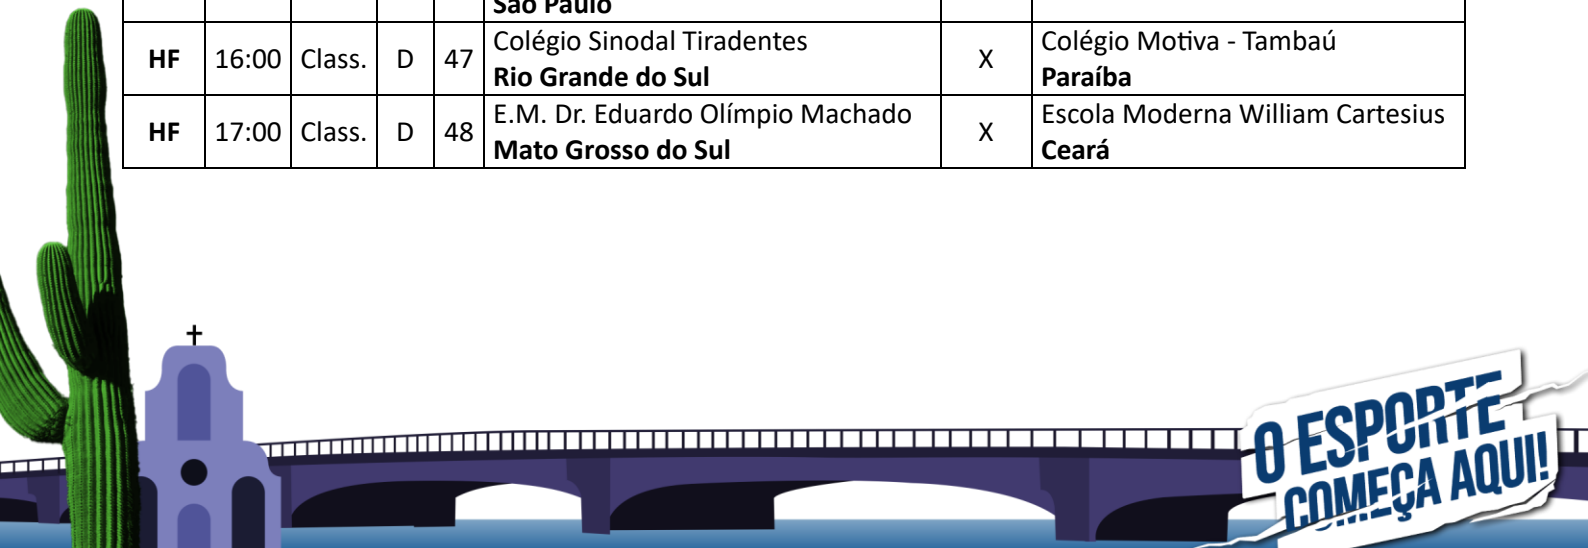 São Paulo
HF 16:00 Class. D 47 Colégio Sinodal Tiradentes X Colégio Motiva - Tambaú
Rio Grande do Sul Paraíba
HF 17:00 Class. D 48 E.M. Dr. Eduardo Olímpio Machado X Escola Moderna William Cartesius
Mato Grosso do Sul Ceará
O ESPORTE
COMEÇA AQUI!